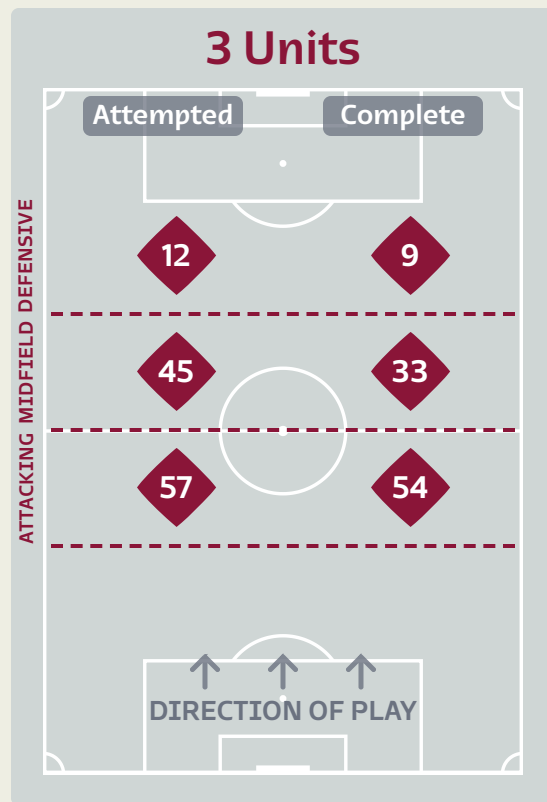 3 Units
Attempted Complete
ATTACKING MIDFIELD DEFENSIVE
12 9
45 33
57 54
DIRECTION OF PLAY